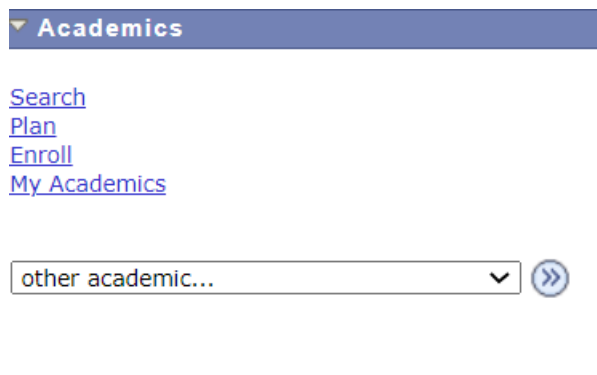 Academics
Search
Plan
Enroll
My Academics
other academic...